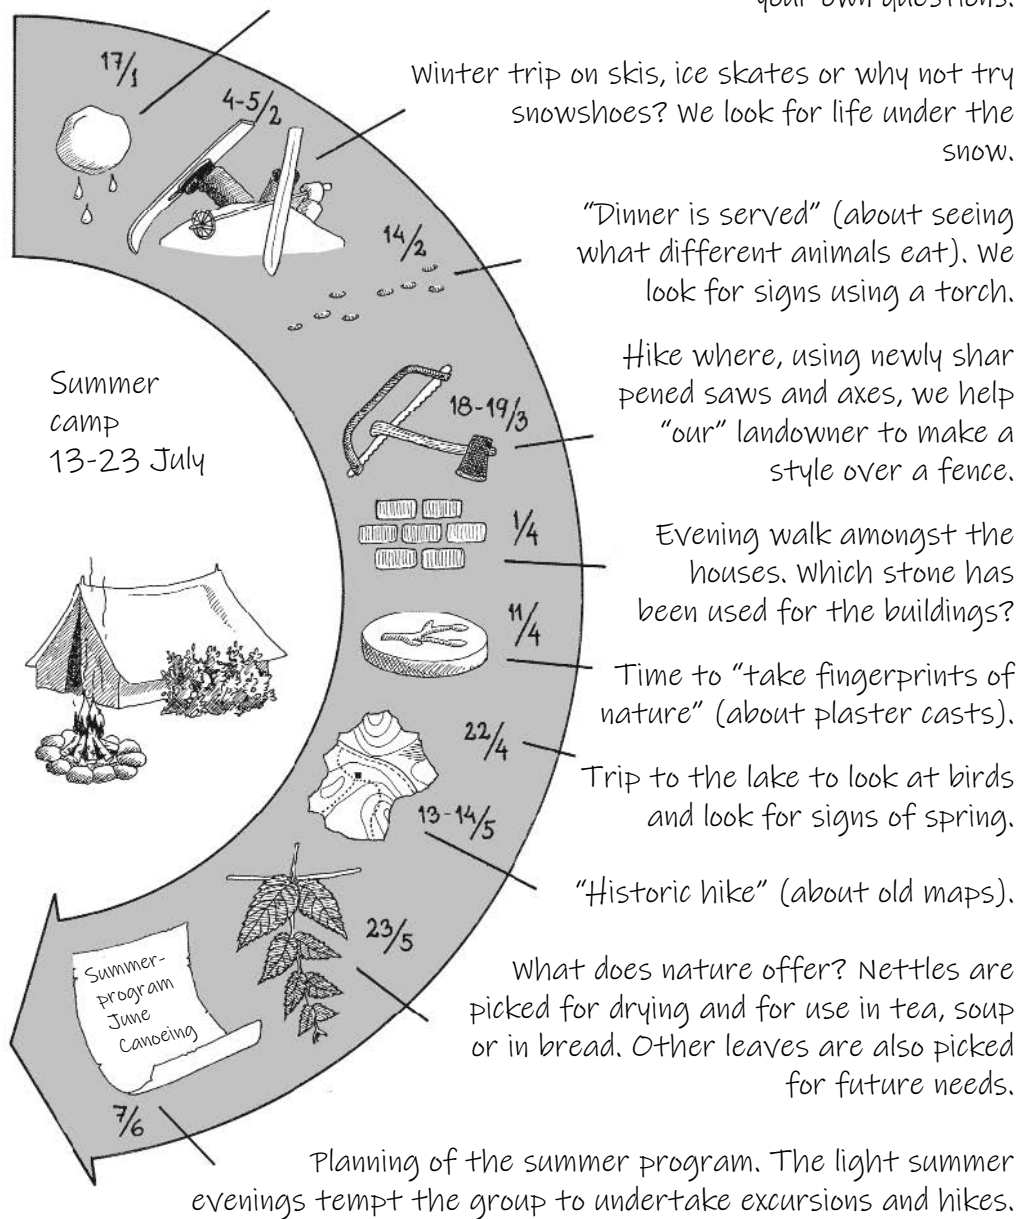 your own questions.
17/1
4-5/2
Winter trip on skis, ice skates or why not try
snowshoes? We look for life under the
snow.
14/2
"Dinner is served" (about seeing
what different animals eat). We
look for signs using a torch.
Summer
camp
13-23 July
18-19/3
Hike where, using newly shar
pened saws and axes, we help
"our" landowner to make a
style over a fence.
1/4
Evening walk amongst the
houses. Which stone has
been used for the buildings?
11/4
Time to "take fingerprints of
nature" (about plaster casts).
22/4
Trip to the lake to look at birds
and look for signs of spring.
13-14/5
"Historic hike" (about old maps).
23/5
What does nature offer? Nettles are
picked for drying and for use in tea, soup
or in bread. Other leaves are also picked
for future needs.
Summer-
program
June
Canoeing
7/6
Planning of the summer program. The light summer
evenings tempt the group to undertake excursions and hikes.